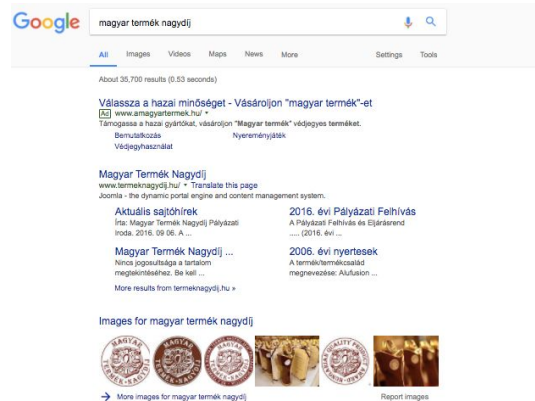 Google
magyar termék nagydíj
All Images Videos Maps News More Settings Tools
About 35,700 results (0.53 seconds)
Válassza a hazai minőséget - Vásároljon "magyar termék"-et
Ad www.amagyartermek.hu/
Támogassa a hazai gyártókat, vásároljon "Magyar termék" védjegyes terméket.
Bemutatkozás Nyereményjáték
Védjegyhasználat
Magyar Termék Nagydíj
www.termeknagydij.hu/ Translate this page
Joomla - the dynamic portal engine and content management system.
Aktuális sajtóhírek
Írta: Magyar Termék Nagydíj Pályázati
Iroda. 2016. 09 06. A ...
2016. évi Pályázati Felhívás
A Pályázati Felhívás és Eljárásrend
..... (2016. évi ...
Magyar Termék Nagydíj ...
Nincs jogosultsága a tartalom
megtekintéséhez. Be kell ...
2006. évi nyertesek
A termék/termékcsalád
megnevezése: Alufusion ...
More results from termeknagydij.hu »
Images for magyar termék nagydíj
MAGYAR
TERMÉK-NAGYDÍJ
MAGYAR
TERMÉK-NAGYDÍJ
→ More images for magyar termék nagydíj Report images